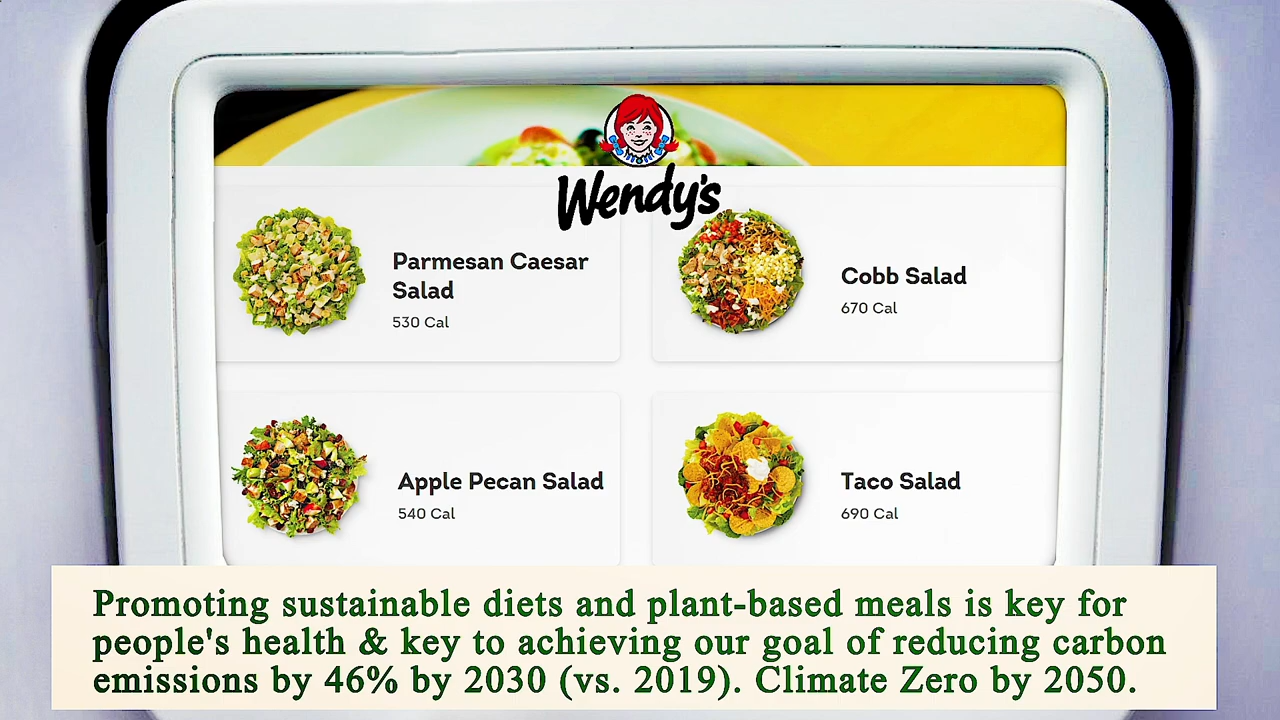 Wendy's
Parmesan Caesar
Salad
530 Cal
Cobb Salad
670 Cal
Apple Pecan Salad
540 Cal
Taco Salad
690 Cal
Promoting sustainable diets and plant-based meals is key for
people's health & key to achieving our goal of reducing carbon
emissions by 46% by 2030 (vs. 2019). Climate Zero by 2050.